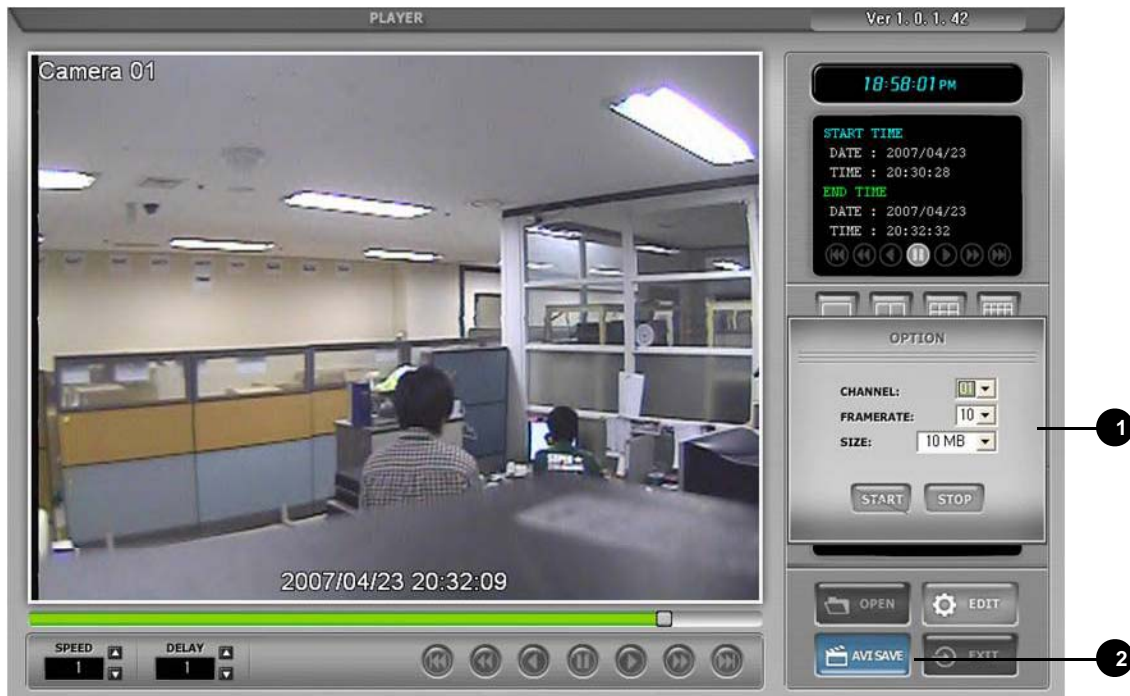 PLAYER
Ver 1. 0. 1. 42
Camera 01
18:58:01 PM
START TIME
DATE : 2007/04/23
TIME : 20:30:28
END TIME
DATE : 2007/04/23
TIME : 20:32:32
OPTION
CHANNEL: 01
FRAMERATE: 10
SIZE: 10 MB
START STOP
1
2007/04/23 20:32:09
OPEN EDIT
SPEED 1 DELAY 1
AVI SAVE EXIT
2